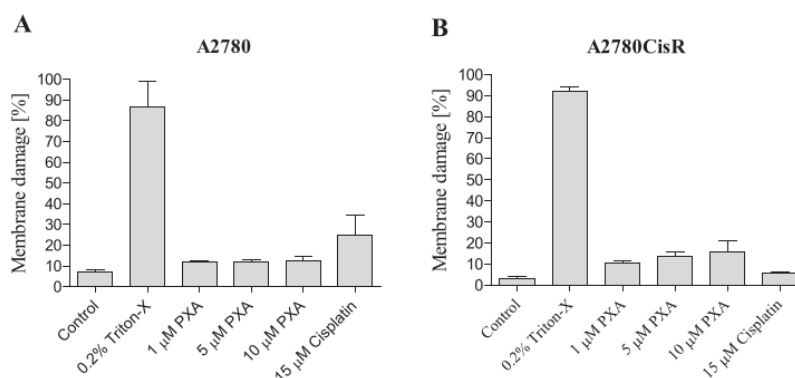 A
A2780
Membrane damage [%]
100
90
80
70
60
50
40
30
20
10
0
Control
0.2% Triton-X
1 µM PXA
5 µM PXA
10 µM PXA
15 µM Cisplatin
B
A2780CisR
Membrane damage [%]
100
90
80
70
60
50
40
30
20
10
0
Control
0.2% Triton-X
1 µM PXA
5 µM PXA
10 µM PXA
15 µM Cisplatin